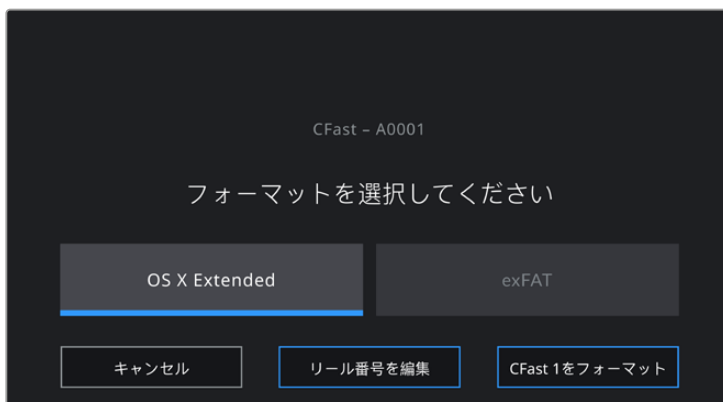 CFast – A0001
フォーマットを選択してください
OS X Extended
exFAT
キャンセル
リール番号を編集
CFast 1をフォーマット